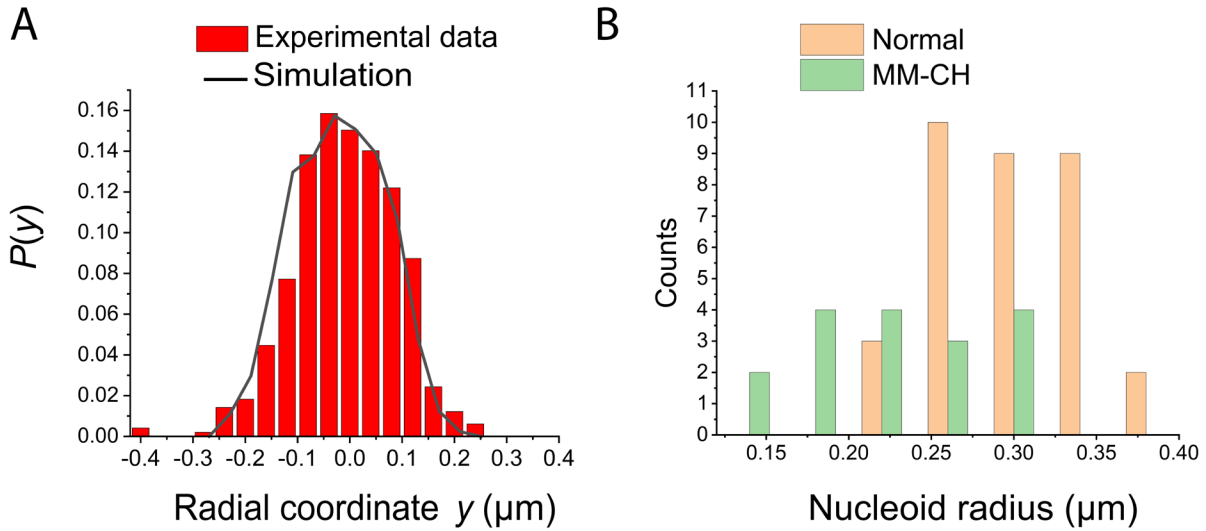 A
Experimental data
Simulation
P(y)
0.16
0.14
0.12
0.10
0.08
0.06
0.04
0.02
0.00
-0.4 -0.3 -0.2 -0.1 0.0 0.1 0.2 0.3 0.4
Radial coordinate y (μm)
B
Normal
MM-CH
Counts
11
10
9
8
7
6
5
4
3
2
1
0
0.15 0.20 0.25 0.30 0.35 0.40
Nucleoid radius (μm)